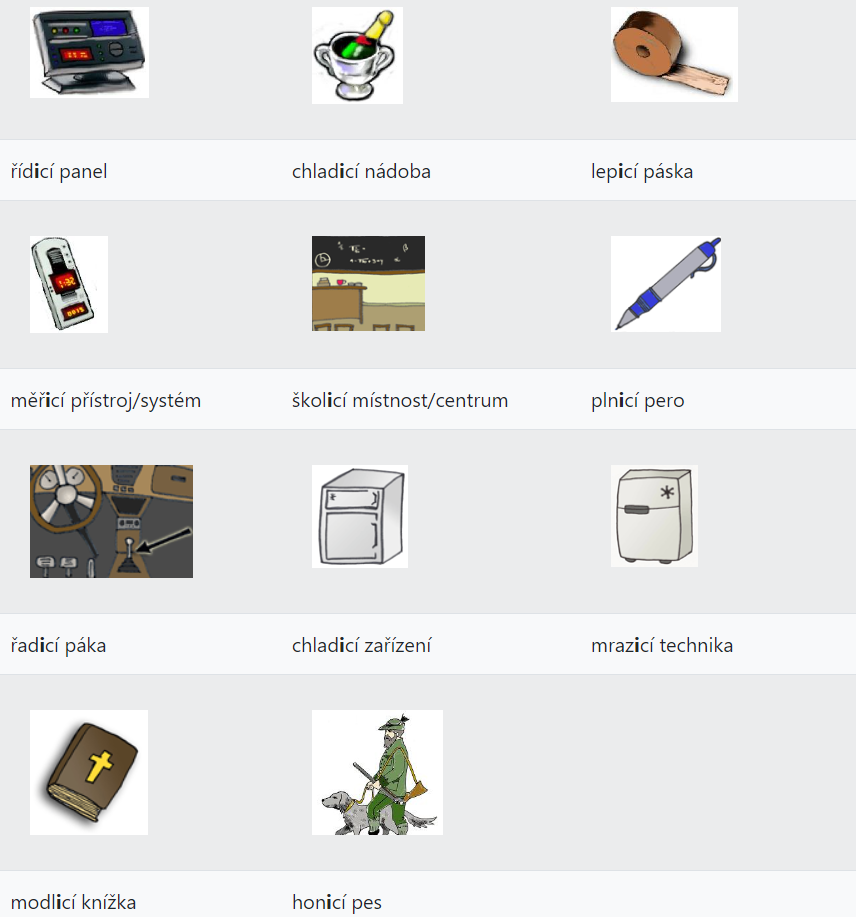 řídicí panel
chladicí nádoba
lepicí páska
měřicí přístroj/systém
školicí místnost/centrum
plnicí pero
řadicí páka
chladicí zařízení
mrazicí technika
modlicí knížka
honicí pes